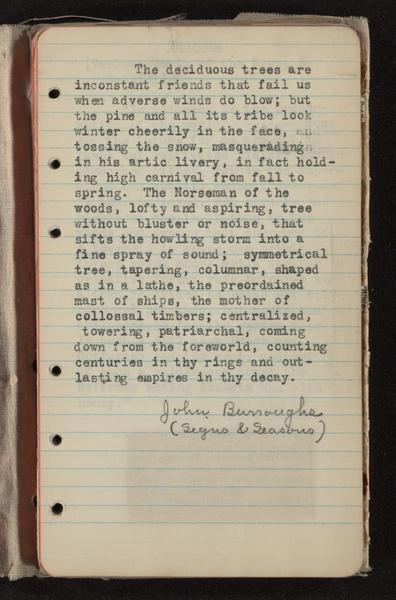 The deciduous trees are
inconstant friends that fail us
when adverse winds do blow; but
the pine and all its tribe look
winter cheerily in the face, and
tossing the snow, masquerading
in his artic livery, in fact hold-
ing high carnival from fall to
spring. The Norseman of the
woods, lofty and aspiring, tree
without bluster or noise, that
sifts the howling storm into a
fine spray of sound; symmetrical
tree, tapering, columnar, shaped
as in a lathe, the preordained
mast of ships, the mother of
collossal timbers; centralized,
towering, patriarchal, coming
down from the foreworld, counting
centuries in thy rings and out-
lasting empires in thy decay.
John Burroughs
(Segns & Seasons)